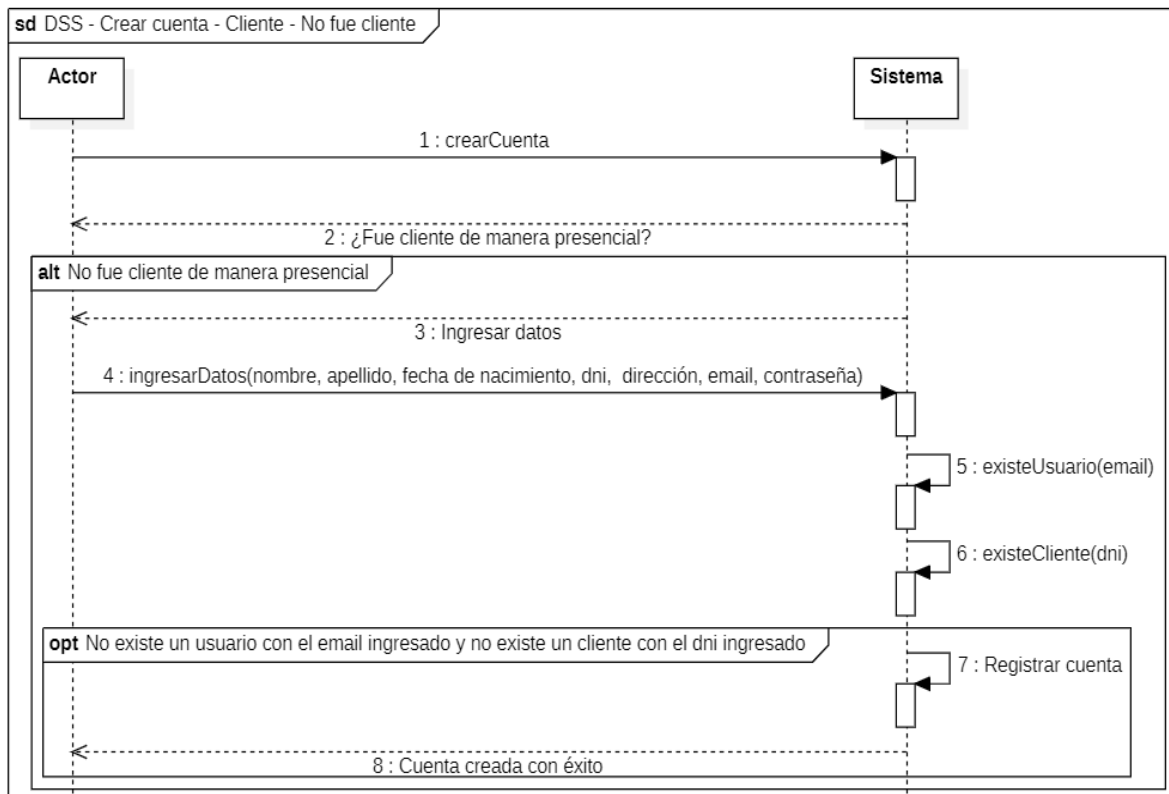 sd DSS - Crear cuenta - Cliente - No fue cliente
Actor
Sistema
1 : crearCuenta
2 : ¿Fue cliente de manera presencial?
alt No fue cliente de manera presencial
3 : Ingresar datos
4 : ingresarDatos(nombre, apellido, fecha de nacimiento, dni, dirección, email, contraseña)
5 : existeUsuario(email)
6 : existeCliente(dni)
opt No existe un usuario con el email ingresado y no existe un cliente con el dni ingresado
7 : Registrar cuenta
8 : Cuenta creada con éxito